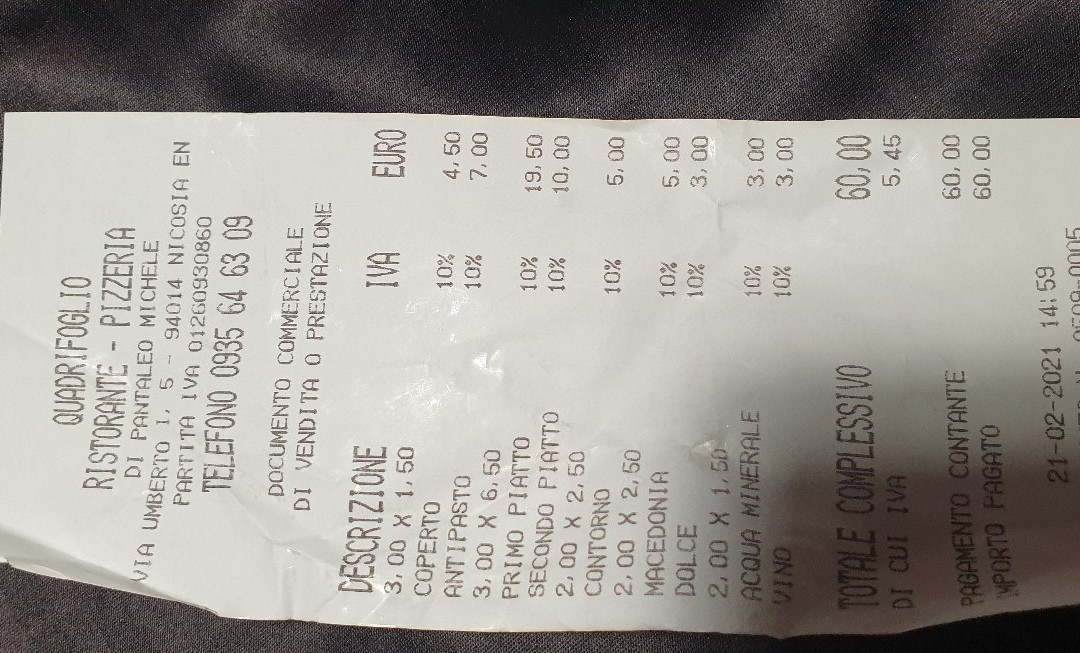 QUADRIFOGLIO
RISTORANTE - PIZZERIA
DI PANTALEO MICHELE
VIA UMBERTO I, 5 - 94014 NICOSIA EN
PARTITA IVA 01260930860
TELEFONO 0935 64 63 09
DOCUMENTO COMMERCIALE
DI VENDITA O PRESTAZIONE
DESCRIZIONE IVA EURO
3,00 X 1,50
COPERTO 10% 4,50
ANTIPASTO 10% 7,00
3,00 X 6,50
PRIMO PIATTO 10% 19,50
SECONDO PIATTO 10% 10,00
2,00 X 2,50
CONTORNO 10% 5,00
2,00 X 2,50
MACEDONIA 10% 5,00
DOLCE 10% 3,00
2,00 X 1,50
ACQUA MINERALE 10% 3,00
VINO 10% 3,00
TOTALE COMPLESSIVO 60,00
DI CUI IVA 5,45
PAGAMENTO CONTANTE 60,00
IMPORTO PAGATO 60,00
21-02-2021 14:59